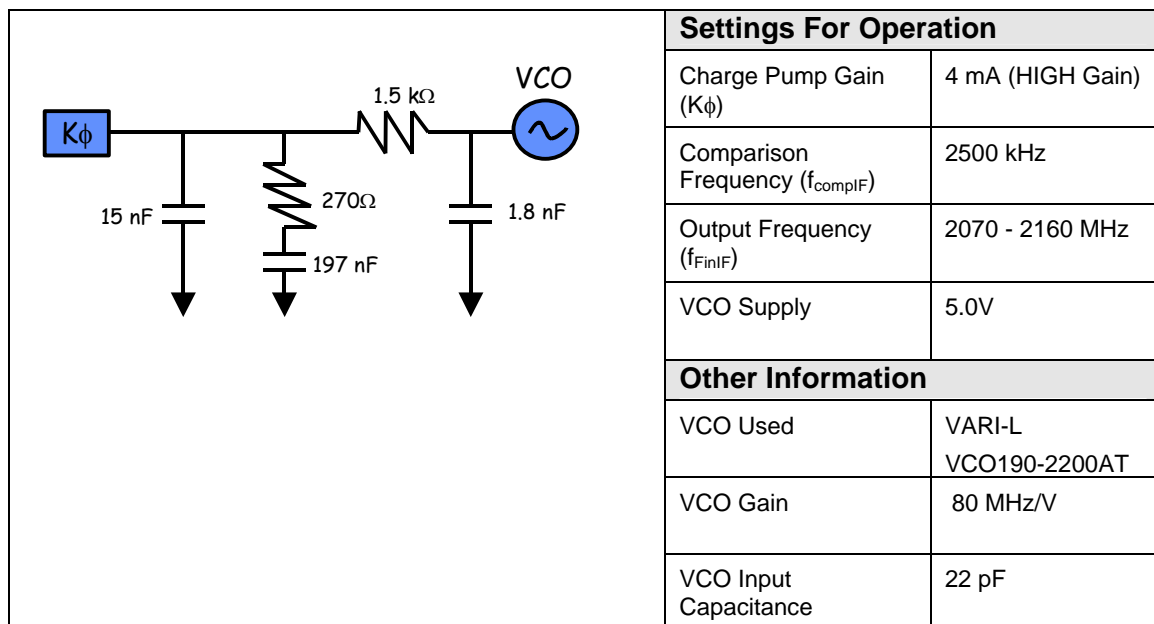 VCO
1.5 kΩ
Kϕ
15 nF
270Ω
197 nF
1.8 nF
Settings For Operation
Charge Pump Gain
(Kϕ)
4 mA (HIGH Gain)
Comparison
Frequency (fcompIF)
2500 kHz
Output Frequency
(fFinIF)
2070 - 2160 MHz
VCO Supply
5.0V
Other Information
VCO Used
VARI-L
VCO190-2200AT
VCO Gain
80 MHz/V
VCO Input
Capacitance
22 pF